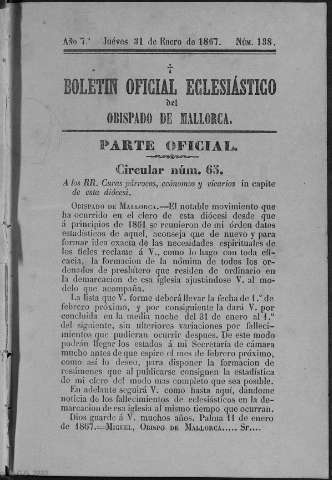 Año 7.º Juéves 31 de Enero de 1867. Núm. 138.
†
BOLETIN OFICIAL ECLESIÁSTICO
del
OBISPADO DE MALLORCA.
PARTE OFICIAL.
Circular núm. 65.
A los RR. Curas párrocos, ecónomos y vicarios in capite
de esta diócesi.
OBISPADO DE MALLORCA.—El notable movimiento que
ha ocurrido en el clero de esta diócesi desde que
á principios de 1864 se reunieron de mi órden dates
estadísticos de aquel, aconseja que de nuevo y para
formar idea exacta de las necesidades espirituales de
los fieles reclame á V., como lo hago con toda efi-
cacia, la formacion de la nómina de todos los or-
denados de presbítero que residen de ordinario en
la demarcacion de esa iglesia ajustándose V. al mo-
delo que acompaña.
La lista que V. forme deberá llevar la fecha de 1.º de
febrero próximo, y por consiguiente la dará V. por
concluida en la media noche del 31 de enero al 1.º
del siguiente, sin ulteriores variaciones por falleci-
mientos que pudieren ocurrir despues. De este modo
podrán llegar los estados á mi Secretaría de cámara
mucho antes de que espire el mes de febrero próximo,
como así lo deseo, para disponer la formacion de
resúmenes que al publicarse consignen la estadística
de mi clero del modo mas completo que sea posible.
En adelante seguirá V. como hasta aquí, dándome
noticia de los fallecimientos de eclesiásticos en la de-
marcacion de esa iglesia al mismo tiempo que ocurran.
Dios guarde á V. muchos años. Palma 11 de enero
de 1867.—MIGUEL, OBISPO DE MALLORCA..... Sr....